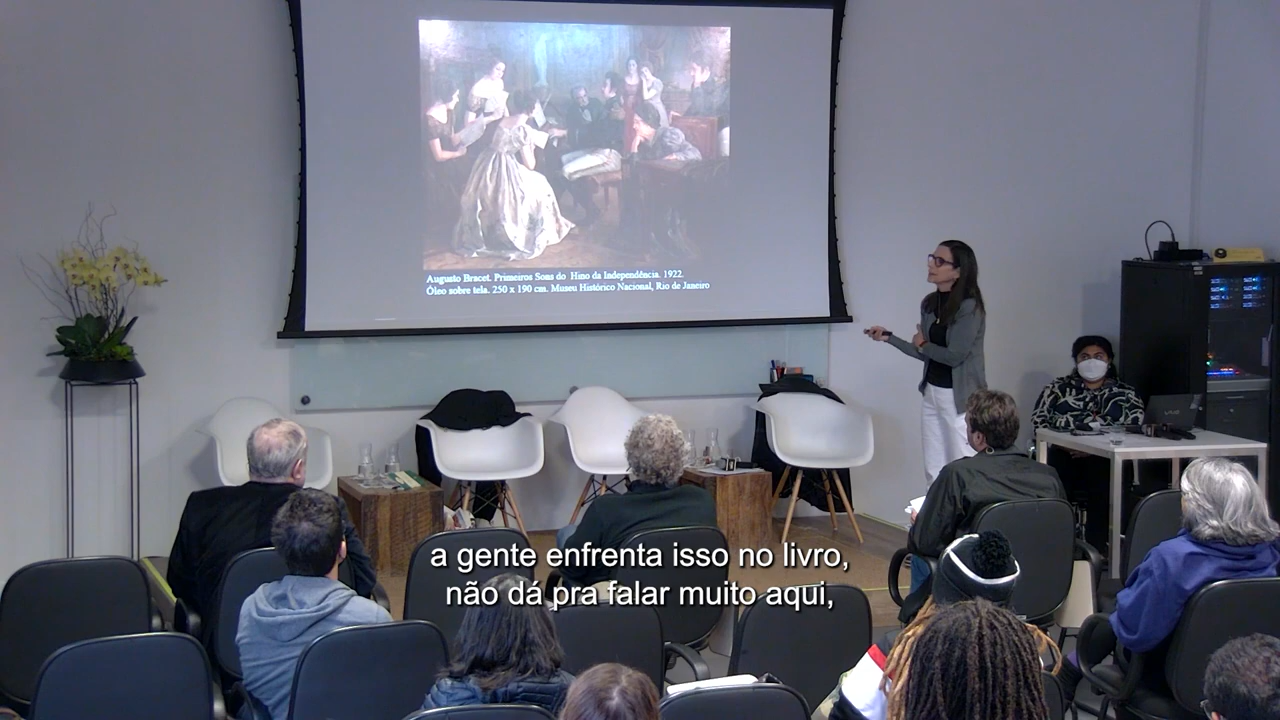 Augusto Bracet. Primeiros Sons do Hino da Independência. 1922.
Óleo sobre tela. 250 x 190 cm. Museu Histórico Nacional, Rio de Janeiro
a gente enfrenta isso no livro,
não dá pra falar muito aqui,